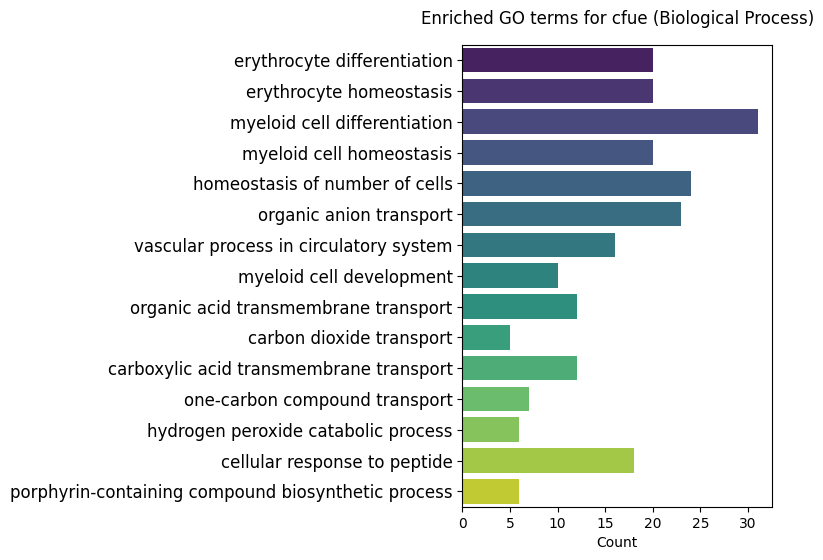 Enriched GO terms for cfue (Biological Process)
erythrocyte differentiation
erythrocyte homeostasis
myeloid cell differentiation
myeloid cell homeostasis
homeostasis of number of cells
organic anion transport
vascular process in circulatory system
myeloid cell development
organic acid transmembrane transport
carbon dioxide transport
carboxylic acid transmembrane transport
one-carbon compound transport
hydrogen peroxide catabolic process
cellular response to peptide
porphyrin-containing compound biosynthetic process
0 5 10 15 20 25 30
Count